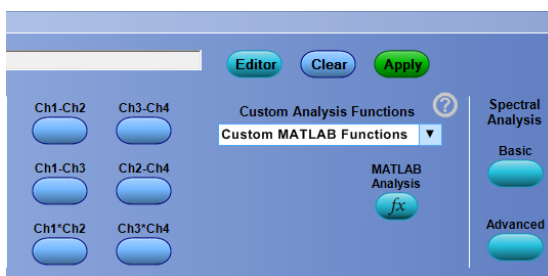 Editor Clear Apply
Ch1-Ch2 Ch3-Ch4 Custom Analysis Functions ? Spectral
Analysis
Custom MATLAB Functions ▼
Basic
Ch1-Ch3 Ch2-Ch4 MATLAB
Analysis
fx
Ch1*Ch2 Ch3*Ch4 Advanced